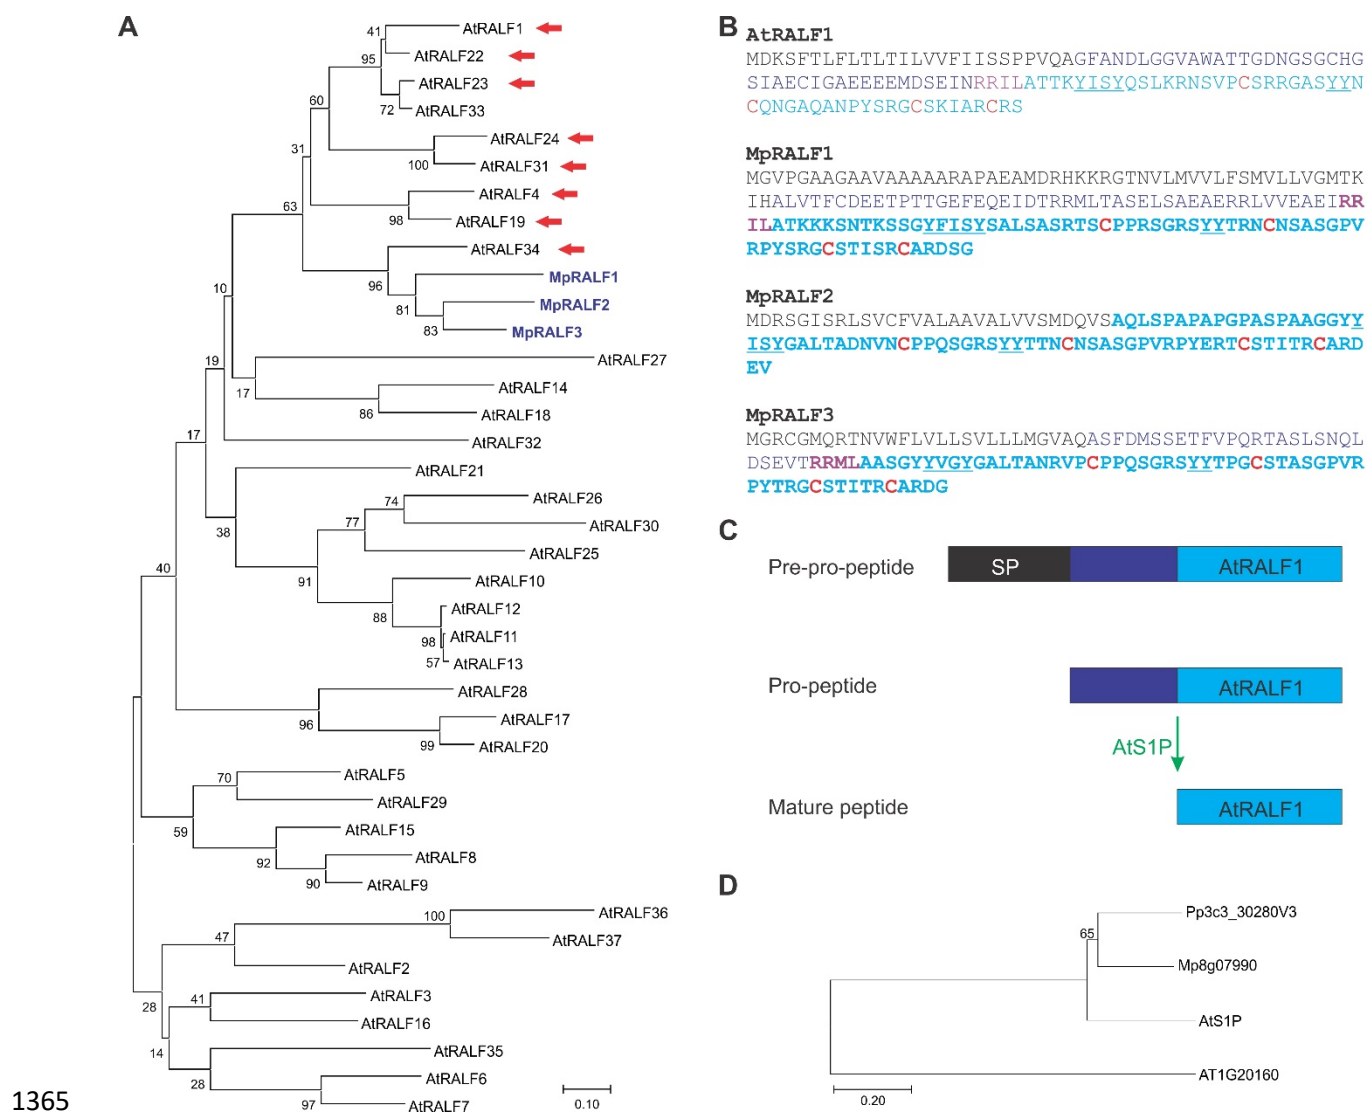 A
41
AtRALF1
AtRALF22
95
AtRALF23
60
72
AtRALF33
AtRALF24
31
100
AtRALF31
AtRALF4
63
98
AtRALF19
AtRALF34
96
MpRALF1
10
81
MpRALF2
83
MpRALF3
19
AtRALF27
17
AtRALF14
86
AtRALF18
17
AtRALF32
AtRALF21
74
AtRALF26
77
AtRALF30
38
AtRALF25
40
91
AtRALF10
88
AtRALF12
98
AtRALF11
57
AtRALF13
AtRALF28
96
AtRALF17
99
AtRALF20
70
AtRALF5
AtRALF29
59
AtRALF15
92
AtRALF8
90
AtRALF9
100
AtRALF36
47
AtRALF37
AtRALF2
28
41
AtRALF3
AtRALF16
14
AtRALF35
28
AtRALF6
97
AtRALF7
0.10
1365
B
AtRALF1
MDKSFTLFLTLTILVVFIISSPPVQAGFANDLGGVAWATTGDNGSGCHG
SIAECIGAEEEEMDSEINRRILATTKYISYQSLKRNSVPCSRRGASYYN
CQNGAQANPYSRGCSKIARCRS
MpRALF1
MGVPGAAGAAVAAAAAARAPAEAMDRHKKRGTNVLMVVLFSMVLLVGMTK
IHALVTFCDEETPTTGEFEQEIDTRRMLTASELSAEAERRLVVEAEIRR
ILATKKKSNTKSSGYFISYSALSASRTSCPPRSGRSYYTRNCNSASGPV
RPYSRGCSTISRCARDSG
MpRALF2
MDRSGISRLSVCFVALAAVALVVSMDQVSAQLSPAPAPGPASPAAGGYY
ISYGALTADNVNCPPQSGRSYYTTNCNSASGPVRPYERTCSTITRCARD
EV
MpRALF3
MGRCGMQRTNVWFLVLLSVLLLMGVAQASFDMSSETFVPQRTASLSNQL
DSEVTRRMLAASGYYVGYGALTANRVPCPPQSGRSYYTPGCSTASGPVR
PYTRGCSTITRCARDG
C
Pre-pro-peptide
SP
AtRALF1
Pro-peptide
AtRALF1
AtS1P
Mature peptide
AtRALF1
D
Pp3c3_30280V3
65
Mp8g07990
AtS1P
AT1G20160
0.20